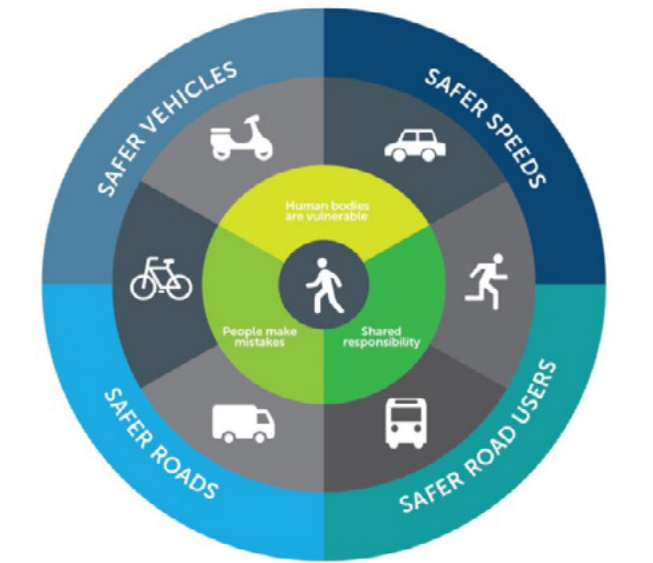 SAFER VEHICLES
SAFER SPEEDS
Human bodies
are vulnerable
People make
mistakes
Shared
responsibility
SAFER ROADS
SAFER ROAD USERS